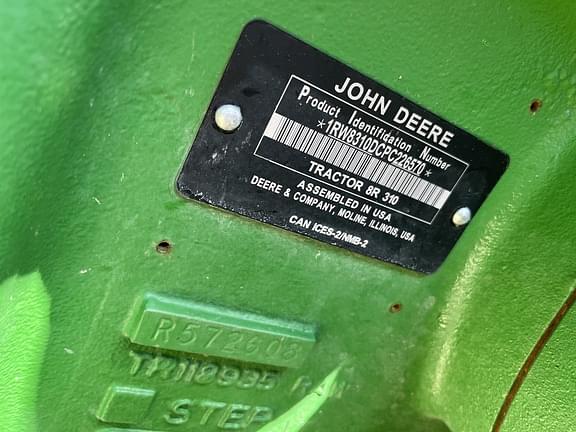 JOHN DEERE
Product Identification Number
*1RW8310DCPC226570*
TRACTOR 8R 310
ASSEMBLED IN USA
DEERE & COMPANY, MOLINE, ILLINOIS, USA
CAN ICES-2/NMB-2
R572603
TR118935
STEP